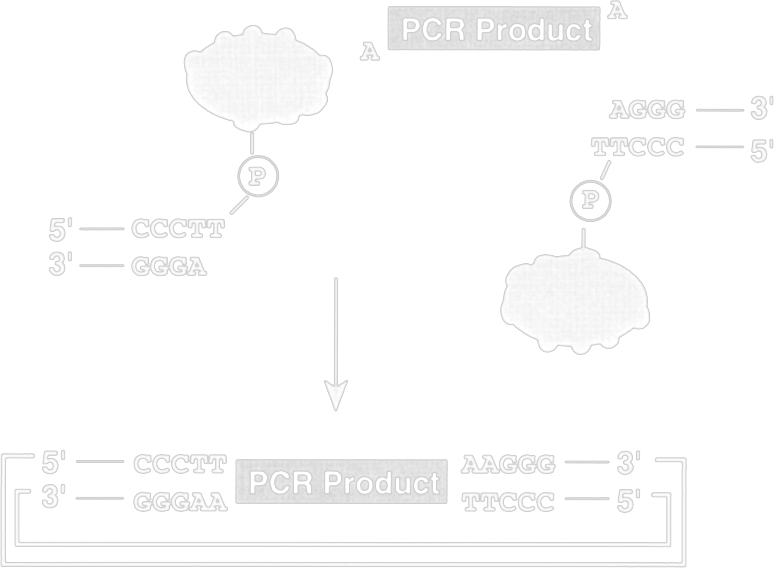 A PCR Product A
AGGG 3'
TTCCC 5'
P
P
5' CCCTT
3' GGGA
5' CCCTT PCR Product AAGGG 3'
3' GGGAA TTCCC 5'